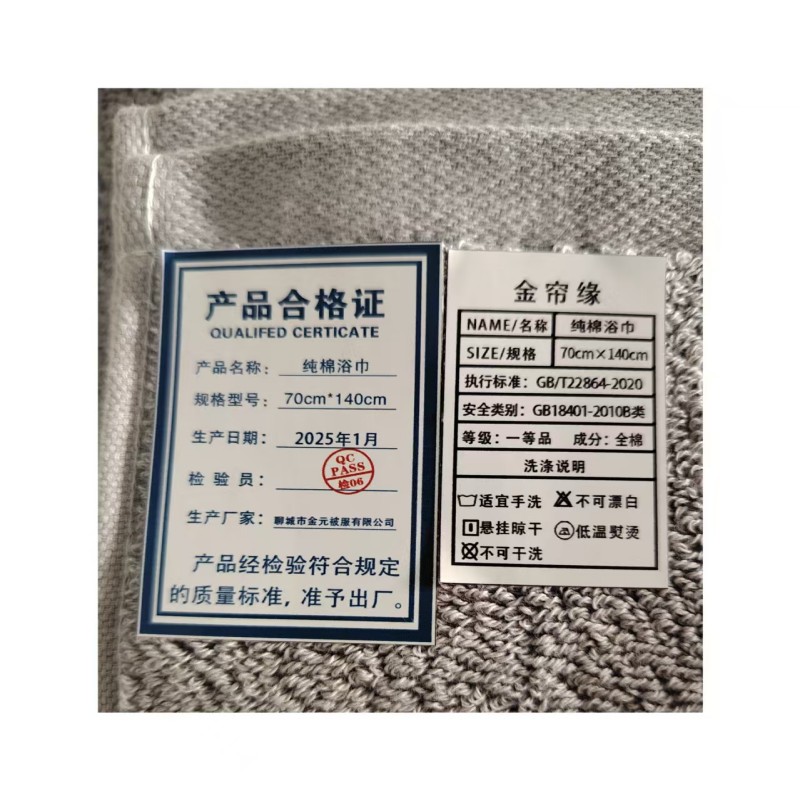 产品合格证
QUALIFED CERTICATE
产品名称: 纯棉浴巾
规格型号: 70cm*140cm
生产日期: 2025年1月
检验员:
QC
PASS
检06
生产厂家: 聊城市金元被服有限公司
产品经检验符合规定
的质量标准, 准予出厂。
金帘缘
NAME/名称 纯棉浴巾
SIZE/规格 70cm×140cm
执行标准: GB/T22864-2020
安全类别: GB18401-2010B类
等级: 一等品 成分: 全棉
洗涤说明
适宜手洗 不可漂白
悬挂晾干 低温熨烫
不可干洗